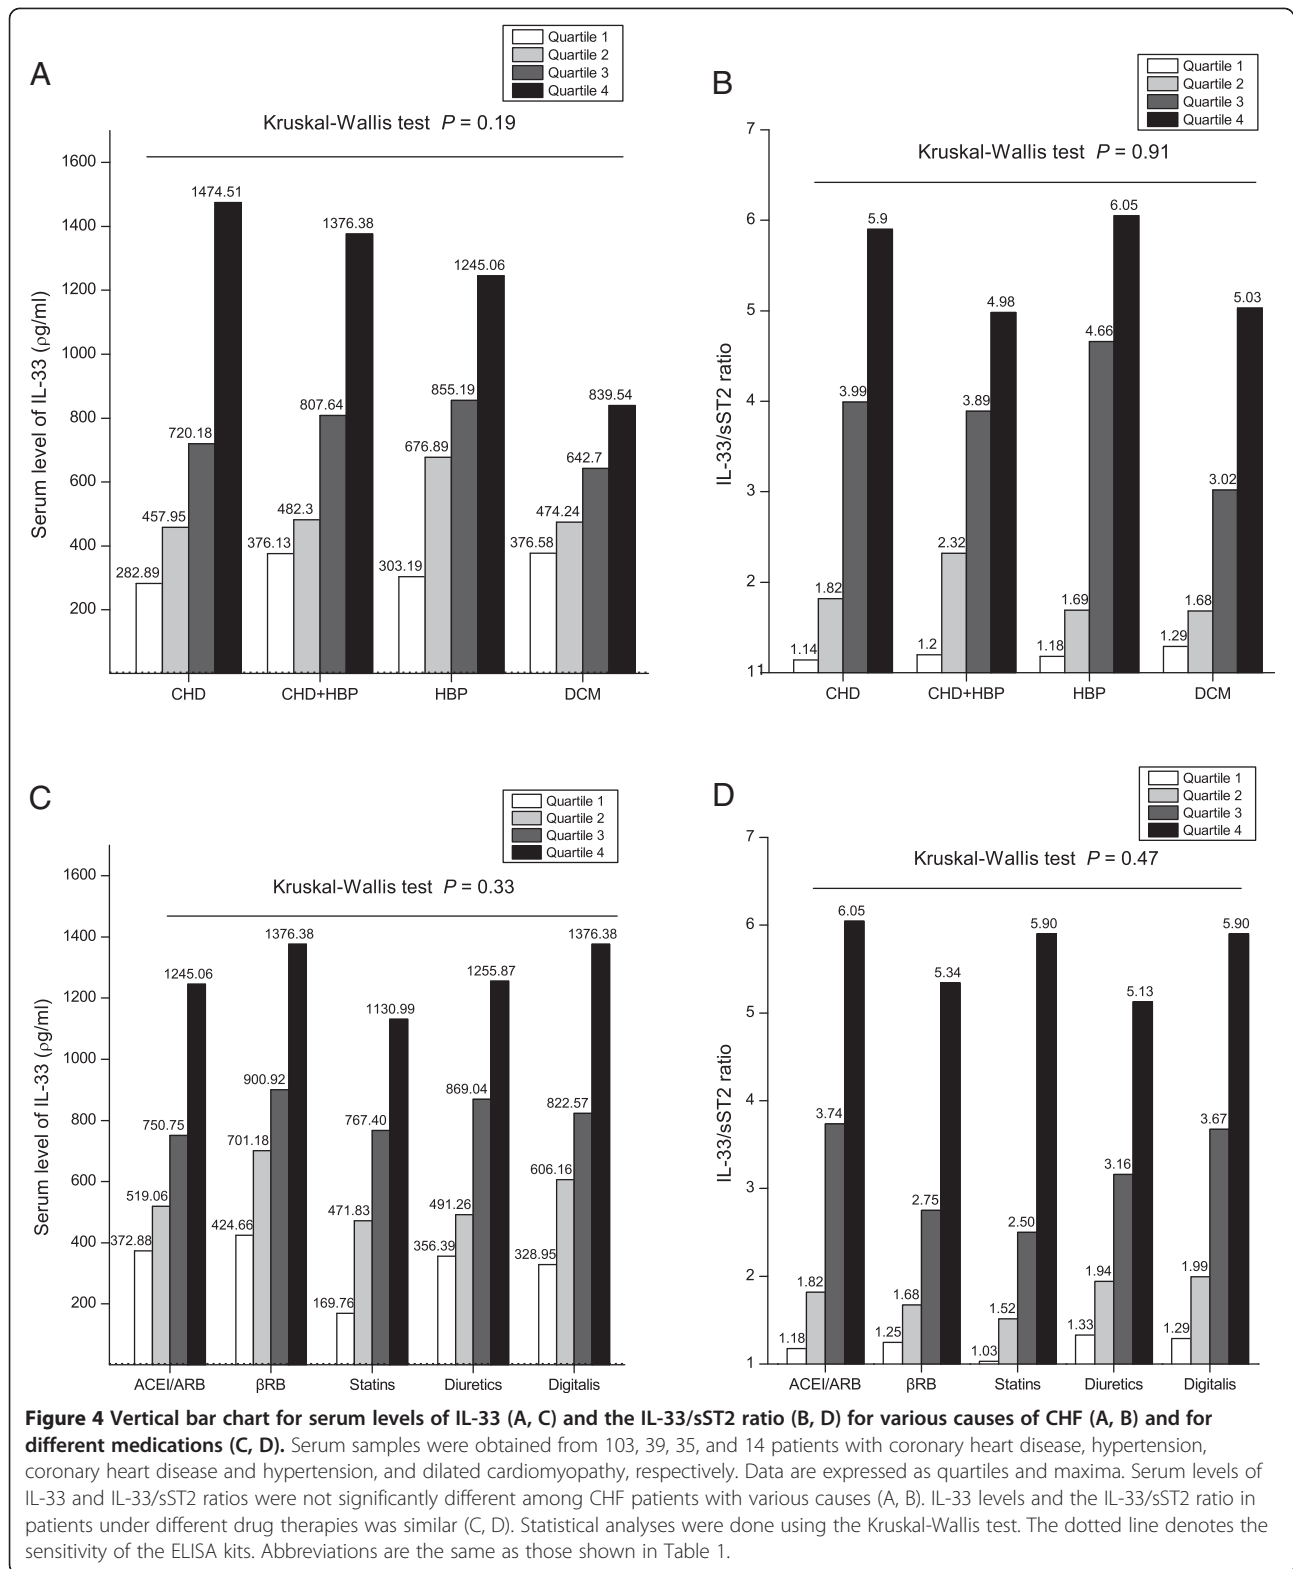 A
Quartile 1
Quartile 2
Quartile 3
Quartile 4
Kruskal-Wallis test P = 0.19
Serum level of IL-33 (ρg/ml)
1600
1400
1200
1000
800
600
400
200
282.89
457.95
720.18
1474.51
376.13
482.3
807.64
1376.38
303.19
676.89
855.19
1245.06
376.58
474.24
642.7
839.54
CHD
CHD+HBP
HBP
DCM
B
Quartile 1
Quartile 2
Quartile 3
Quartile 4
Kruskal-Wallis test P = 0.91
IL-33/sST2 ratio
7
6
5
4
3
2
11
1.14
1.82
3.99
5.9
1.2
2.32
3.89
4.98
1.18
1.69
4.66
6.05
1.29
1.68
3.02
5.03
CHD
CHD+HBP
HBP
DCM
C
Quartile 1
Quartile 2
Quartile 3
Quartile 4
Kruskal-Wallis test P = 0.33
Serum level of IL-33 (ρg/ml)
1600
1400
1200
1000
800
600
400
200
372.88
519.06
750.75
1245.06
424.66
701.18
900.92
1376.38
169.76
471.83
767.40
1130.99
356.39
491.26
869.04
1255.87
328.95
606.16
822.57
1376.38
ACEI/ARB
βRB
Statins
Diuretics
Digitalis
D
Quartile 1
Quartile 2
Quartile 3
Quartile 4
Kruskal-Wallis test P = 0.47
IL-33/sST2 ratio
7
6
5
4
3
2
1
1.18
1.82
3.74
6.05
1.25
1.68
2.75
5.34
1.03
1.52
2.50
5.90
1.33
1.94
3.16
5.13
1.29
1.99
3.67
5.90
ACEI/ARB
βRB
Statins
Diuretics
Digitalis
Figure 4 Vertical bar chart for serum levels of IL-33 (A, C) and the IL-33/sST2 ratio (B, D) for various causes of CHF (A, B) and for
different medications (C, D). Serum samples were obtained from 103, 39, 35, and 14 patients with coronary heart disease, hypertension,
coronary heart disease and hypertension, and dilated cardiomyopathy, respectively. Data are expressed as quartiles and maxima. Serum levels of
IL-33 and IL-33/sST2 ratios were not significantly different among CHF patients with various causes (A, B). IL-33 levels and the IL-33/sST2 ratio in
patients under different drug therapies was similar (C, D). Statistical analyses were done using the Kruskal-Wallis test. The dotted line denotes the
sensitivity of the ELISA kits. Abbreviations are the same as those shown in Table 1.